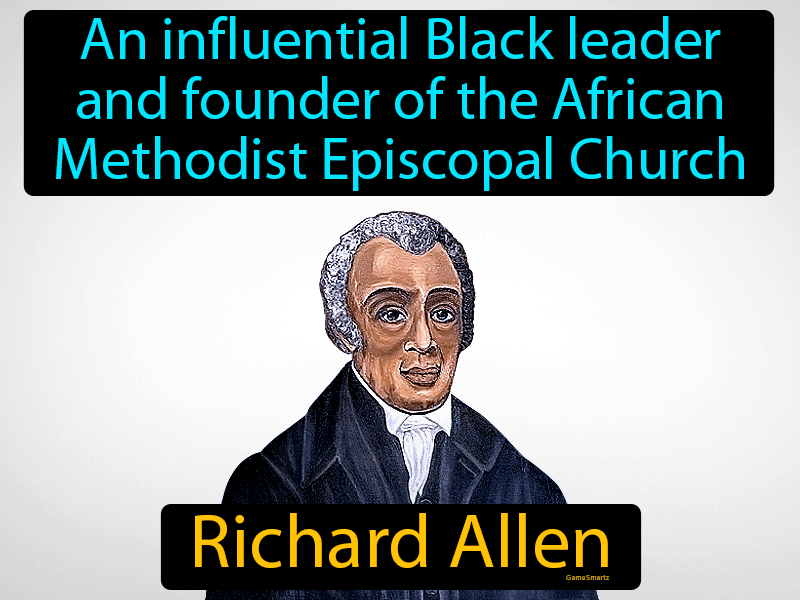 An influential Black leader
and founder of the African
Methodist Episcopal Church
Richard Allen
GameSmartz